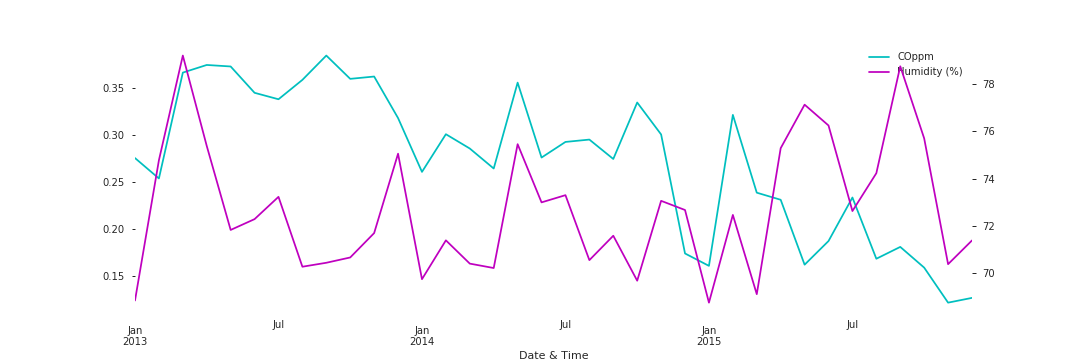 COppm
Humidity (%)
0.35
0.30
0.25
0.20
0.15
78
76
74
72
70
Jan
2013
Jul
Jan
2014
Jul
Jan
2015
Jul
Date & Time